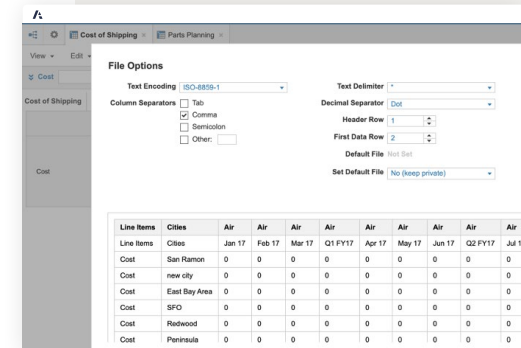 Cost of Shipping × Parts Planning ×
View Edit
Cost
Cost of Shipping
Cost
File Options
Text Encoding ISO-8859-1 Text Delimiter "
Column Separators Tab Decimal Separator Dot
Comma Header Row 1
Semicolon First Data Row 2
Other: Default File Not Set
Set Default File No (keep private)
Line Items Cities Air Air Air Air Air Air Air Air Air
Line Items Cities Jan 17 Feb 17 Mar 17 Q1 FY17 Apr 17 May 17 Jun 17 Q2 FY17 Jul 1
Cost San Ramon 0 0 0 0 0 0 0 0 0
Cost new city 0 0 0 0 0 0 0 0 0
Cost East Bay Area 0 0 0 0 0 0 0 0 0
Cost SFO 0 0 0 0 0 0 0 0 0
Cost Redwood 0 0 0 0 0 0 0 0 0
Cost Peninsula 0 0 0 0 0 0 0 0 0